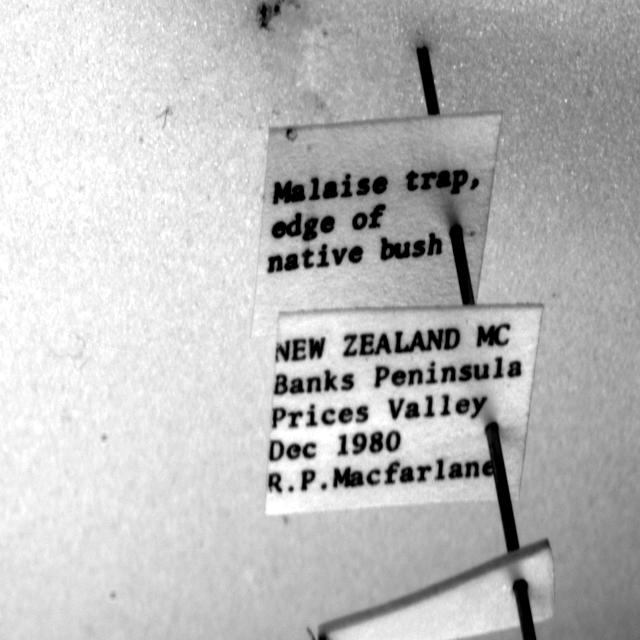 Malaise trap,
edge of
native bush
NEW ZEALAND MC
Banks Peninsula
Prices Valley
Dec 1980
R.P.Macfarlane